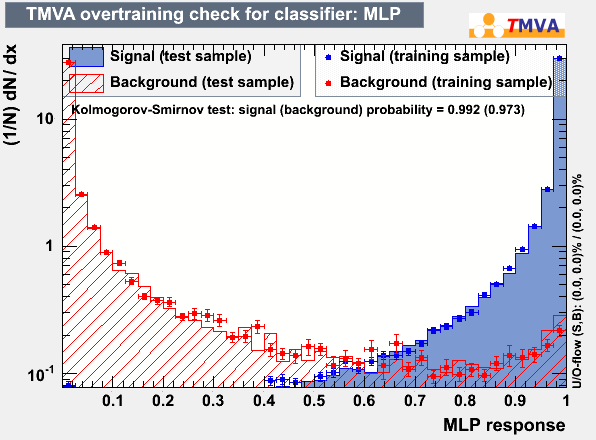 TMVA overtraining check for classifier: MLP
TMVA
Signal (test sample)
Background (test sample)
Signal (training sample)
Background (training sample)
Kolmogorov-Smirnov test: signal (background) probability = 0.992 (0.973)
(1/N) dN / dx
10
1
10⁻¹
0.1 0.2 0.3 0.4 0.5 0.6 0.7 0.8 0.9 1
MLP response
U/O-flow (S,B): (0.0, 0.0)% / (0.0, 0.0)%